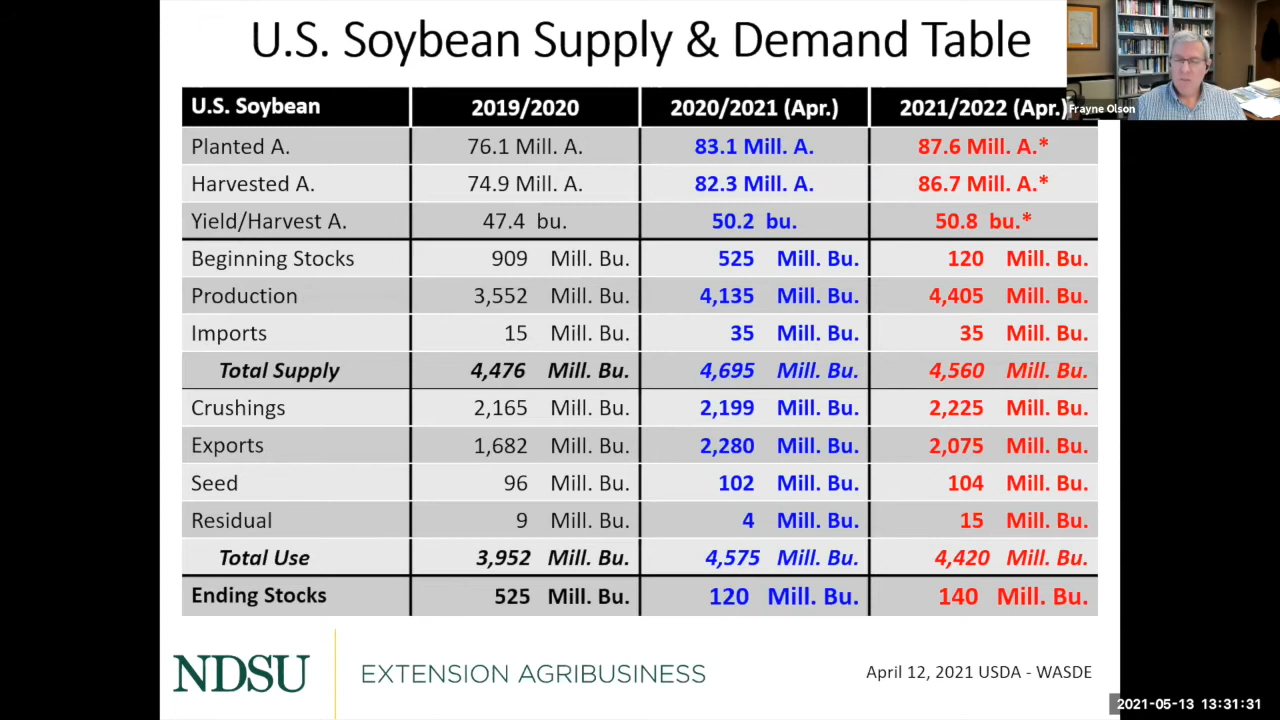 U.S. Soybean Supply & Demand Table
Frayne Olson
U.S. Soybean 2019/2020 2020/2021 (Apr.) 2021/2022 (Apr.)
Planted A. 76.1 Mill. A. 83.1 Mill. A. 87.6 Mill. A.*
Harvested A. 74.9 Mill. A. 82.3 Mill. A. 86.7 Mill. A.*
Yield/Harvest A. 47.4 bu. 50.2 bu. 50.8 bu.*
Beginning Stocks 909 Mill. Bu. 525 Mill. Bu. 120 Mill. Bu.
Production 3,552 Mill. Bu. 4,135 Mill. Bu. 4,405 Mill. Bu.
Imports 15 Mill. Bu. 35 Mill. Bu. 35 Mill. Bu.
Total Supply 4,476 Mill. Bu. 4,695 Mill. Bu. 4,560 Mill. Bu.
Crushings 2,165 Mill. Bu. 2,199 Mill. Bu. 2,225 Mill. Bu.
Exports 1,682 Mill. Bu. 2,280 Mill. Bu. 2,075 Mill. Bu.
Seed 96 Mill. Bu. 102 Mill. Bu. 104 Mill. Bu.
Residual 9 Mill. Bu. 4 Mill. Bu. 15 Mill. Bu.
Total Use 3,952 Mill. Bu. 4,575 Mill. Bu. 4,420 Mill. Bu.
Ending Stocks 525 Mill. Bu. 120 Mill. Bu. 140 Mill. Bu.
NDSU EXTENSION AGRIBUSINESS April 12, 2021 USDA - WASDE
2021-05-13 13:31:31